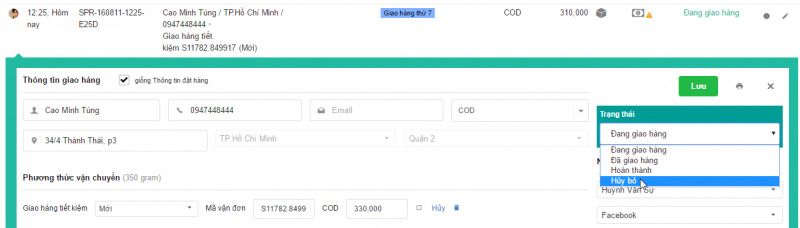 12:25, Hôm nay
SPR-160811-1225-E25D
Cao Minh Tùng / TP.Hồ Chí Minh / 0947448444
Giao hàng tiết kiệm S11782.849917 (Mới)
Giao hàng thứ 7
COD
310,000
Đang giao hàng
Thông tin giao hàng
giống Thông tin đặt hàng
Lưu
Cao Minh Tùng
0947448444
Email
COD
34/4 Thành Thái, p3
TP.Hồ Chí Minh
Quận 2
Trạng thái
Đang giao hàng
Đang giao hàng
Đã giao hàng
Hoàn thành
Hủy bỏ
Huỳnh Văn Sự
Facebook
Phương thức vận chuyển (350 gram)
Giao hàng tiết kiệm
Mới
Mã vận đơn
S11782.8499
COD
330,000
Hủy